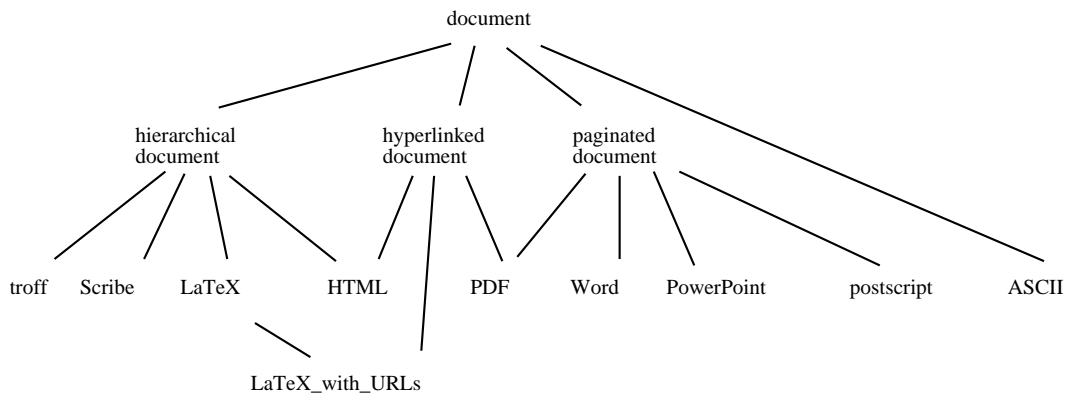 document
hierarchical
document
hyperlinked
document
paginated
document
troff
Scribe
LaTeX
HTML
PDF
Word
PowerPoint
postscript
ASCII
LaTeX_with_URLs